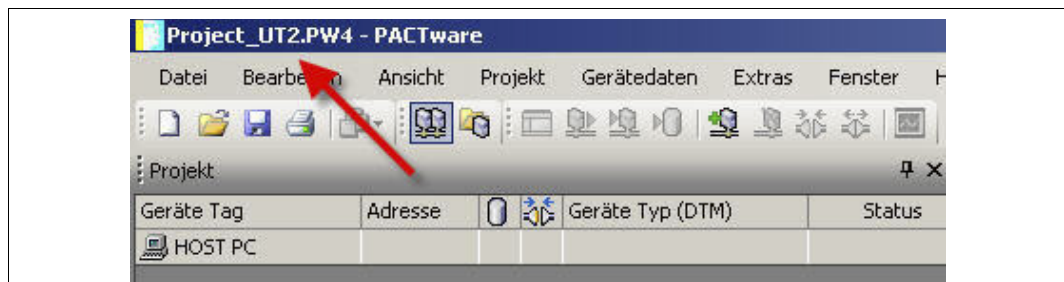 Project_UT2.PW4 - PACTware
Datei Bearbeiten Ansicht Projekt Gerätedaten Extras Fenster H
Projekt
Geräte Tag Adresse Geräte Typ (DTM) Status
HOST PC